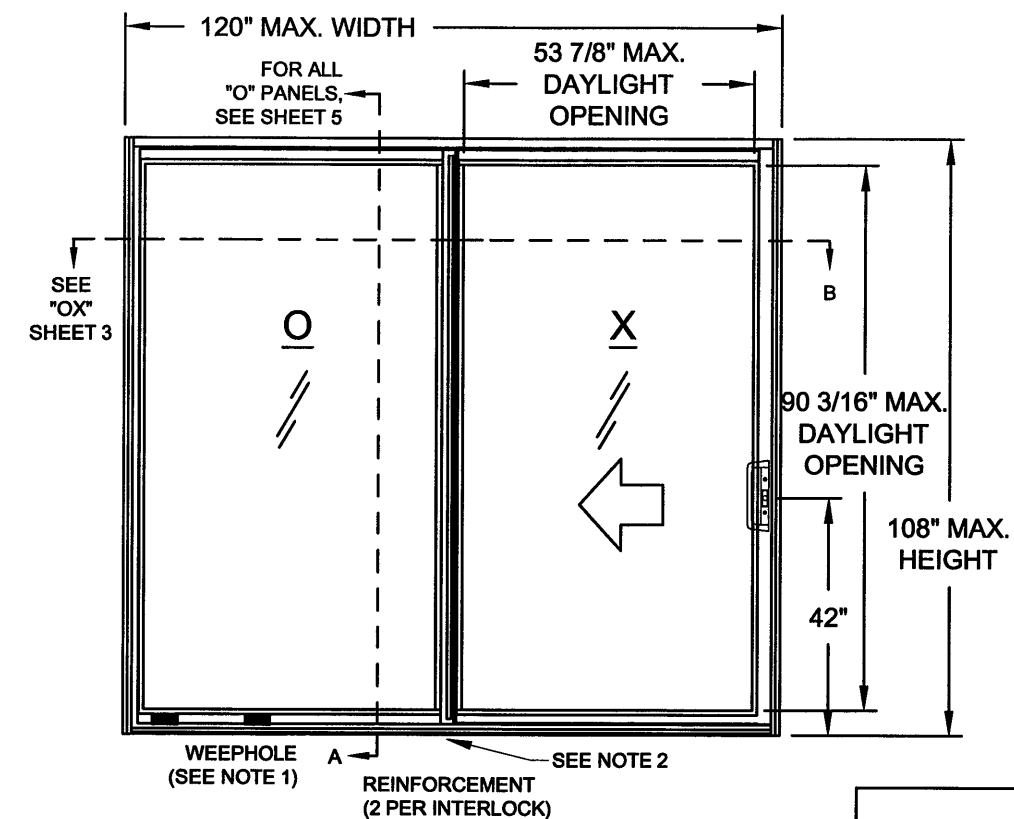 120" MAX. WIDTH
53 7/8" MAX.
DAYLIGHT
OPENING
FOR ALL
"O" PANELS,
SEE SHEET 5
SEE
"OX"
SHEET 3
B
O
X
90 3/16" MAX.
DAYLIGHT
OPENING
108" MAX.
HEIGHT
42"
WEEPHOLE
(SEE NOTE 1)
A
SEE NOTE 2
REINFORCEMENT
(2 PER INTERLOCK)